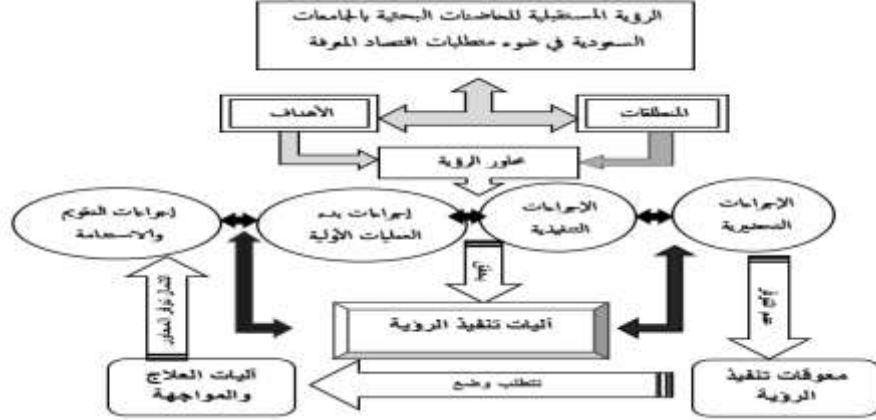 الرؤية المستقبلية للحاضنات البحثية بالجامعات
السعودية في ضوء متطلبات اقتصاد المعرفة
المنطلقات
الأهداف
محاور الرؤية
الإجراءات
التحضيرية
الإجراءات
التنفيذية
إجراءات بدء
العمليات الأولية
إجراءات التقويم
والاستدامة
آليات تنفيذ الرؤية
معوقات تنفيذ
الرؤية
تتطلب وضع
آليات العلاج
والمواجهة